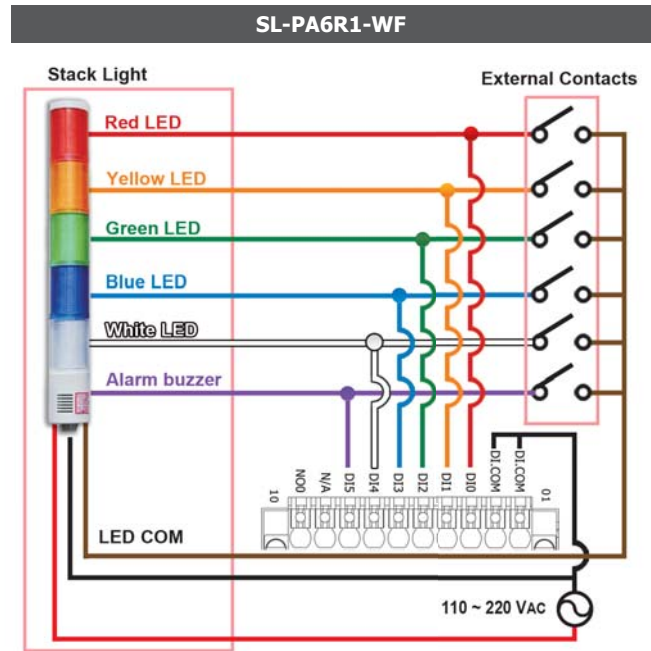 SL-PA6R1-WF
Stack Light
External Contacts
Red LED
Yellow LED
Green LED
Blue LED
White LED
Alarm buzzer
10
NO0
N/A
DI5
DI4
DI3
DI2
DI1
DI0
DI.COM
DI.COM
01
LED COM
110 ~ 220 VAC